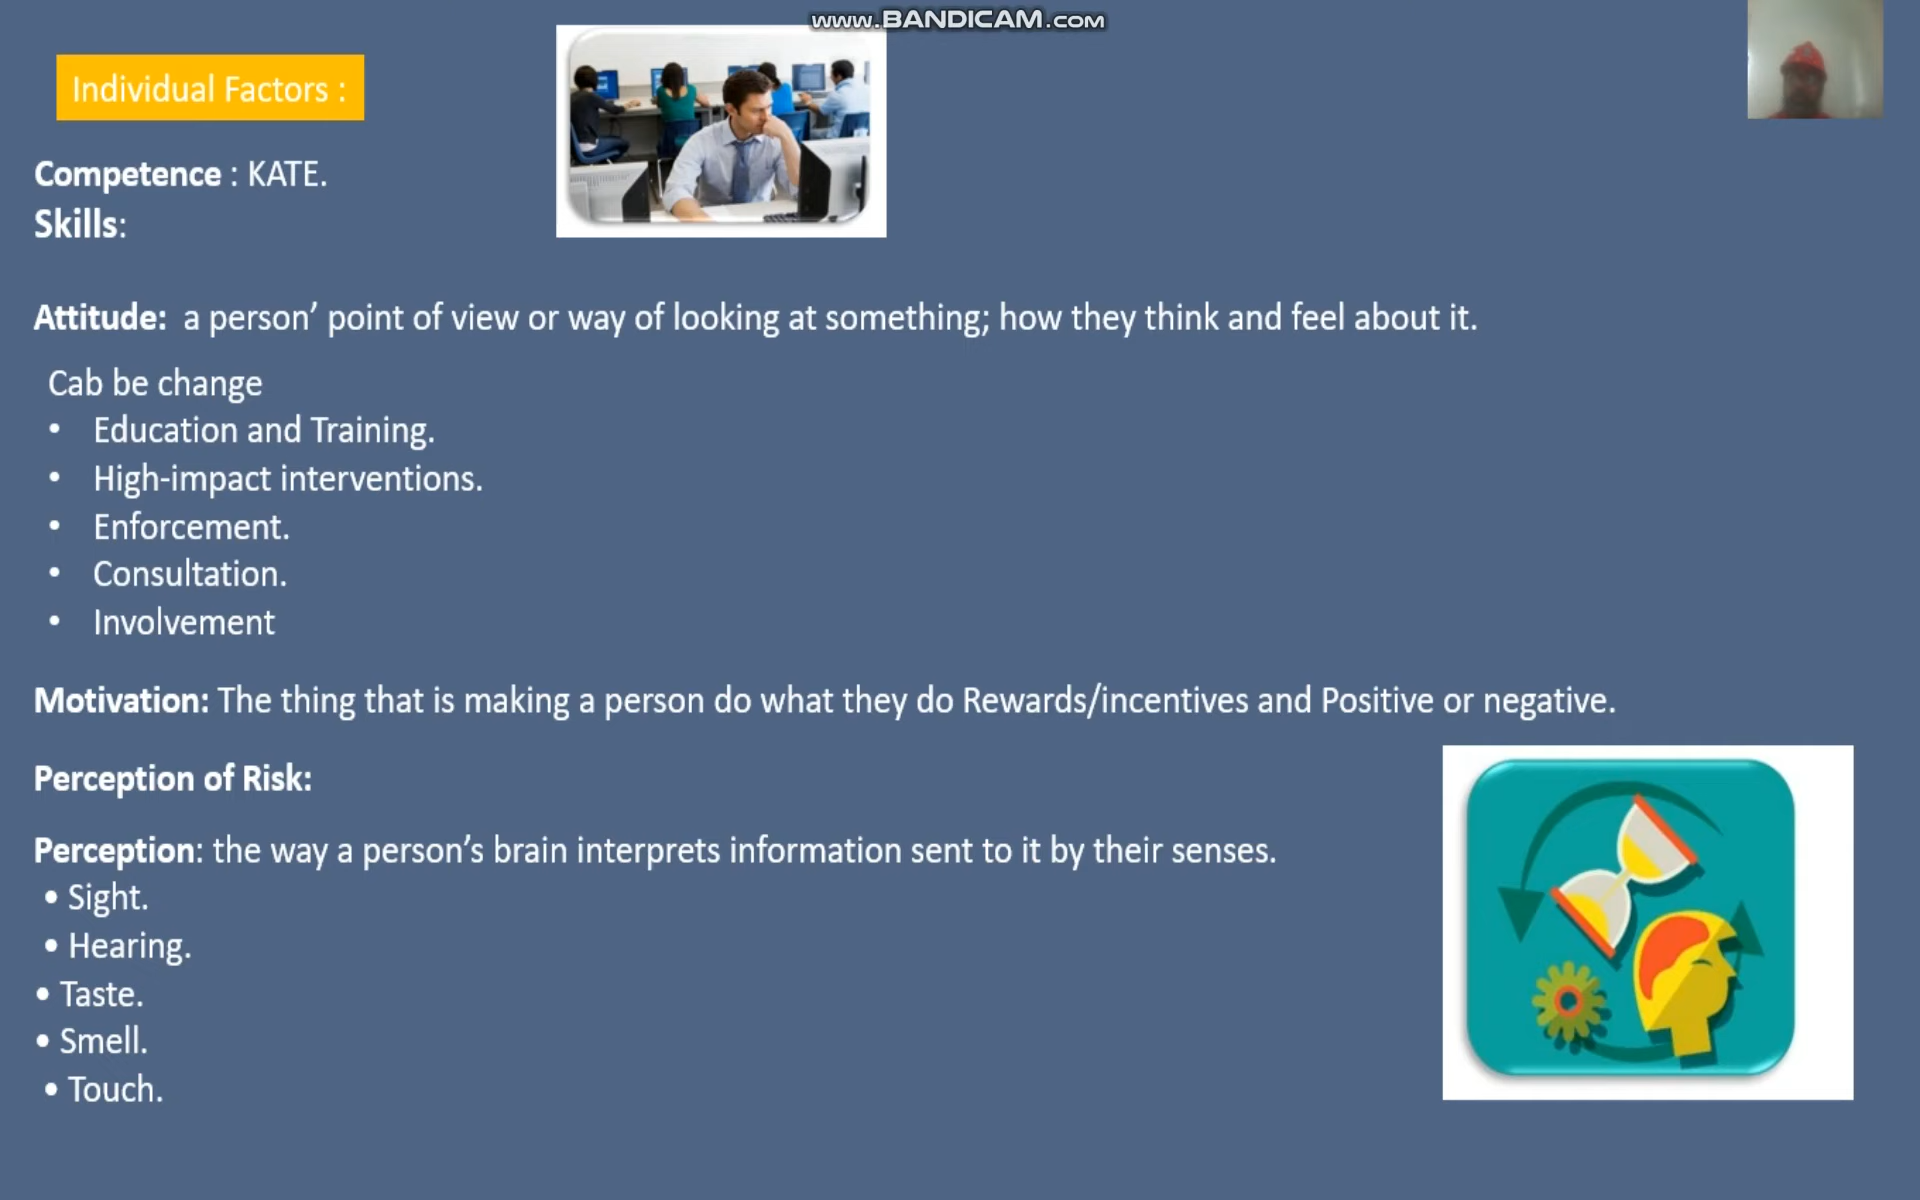 www.BANDICAM.com
Individual Factors :
Competence : KATE.
Skills:
Attitude: a person’ point of view or way of looking at something; how they think and feel about it.
Cab be change
• Education and Training.
• High-impact interventions.
• Enforcement.
• Consultation.
• Involvement
Motivation: The thing that is making a person do what they do Rewards/incentives and Positive or negative.
Perception of Risk:
Perception: the way a person’s brain interprets information sent to it by their senses.
• Sight.
• Hearing.
• Taste.
• Smell.
• Touch.